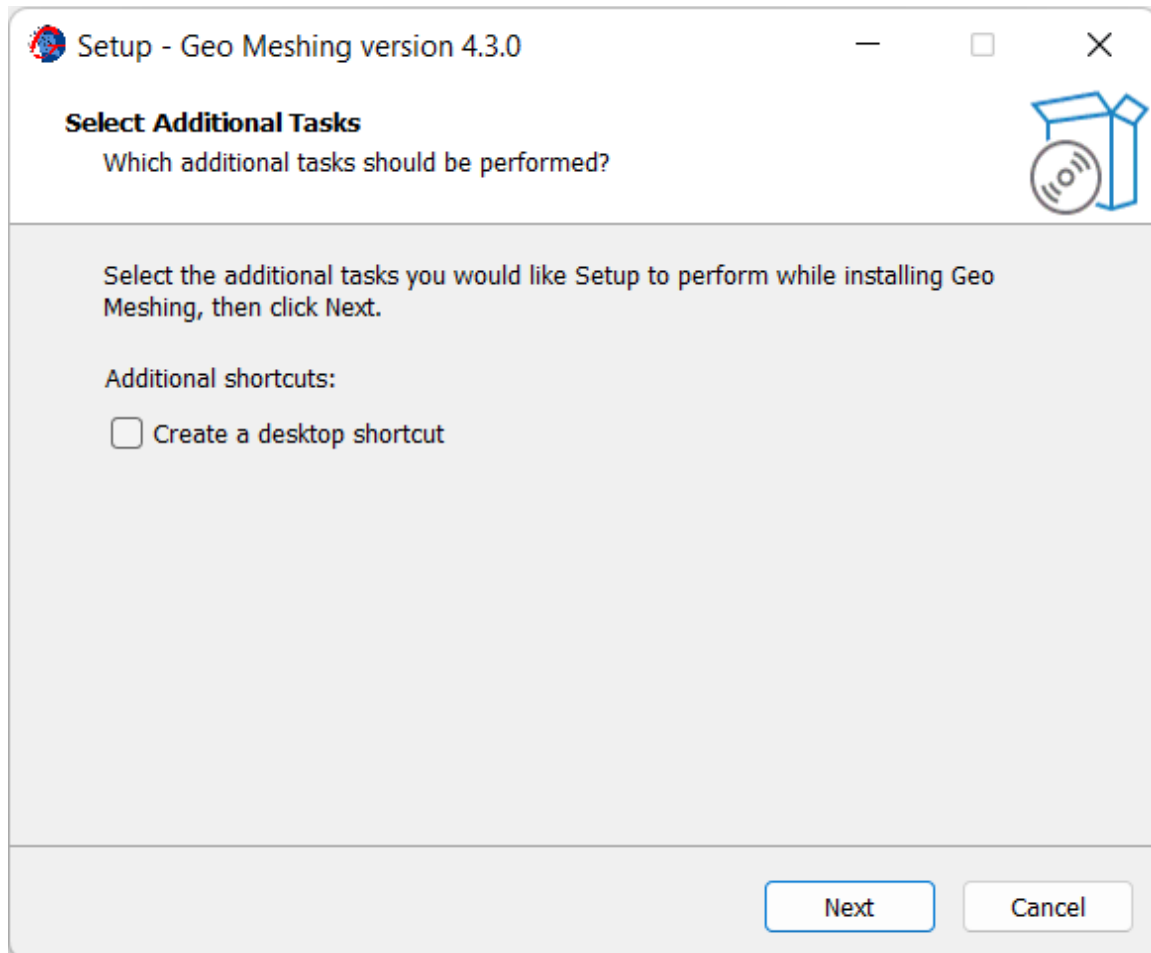 Setup - Geo Meshing version 4.3.0
Select Additional Tasks
Which additional tasks should be performed?
Select the additional tasks you would like Setup to perform while installing Geo
Meshing, then click Next.
Additional shortcuts:
Create a desktop shortcut
Next
Cancel